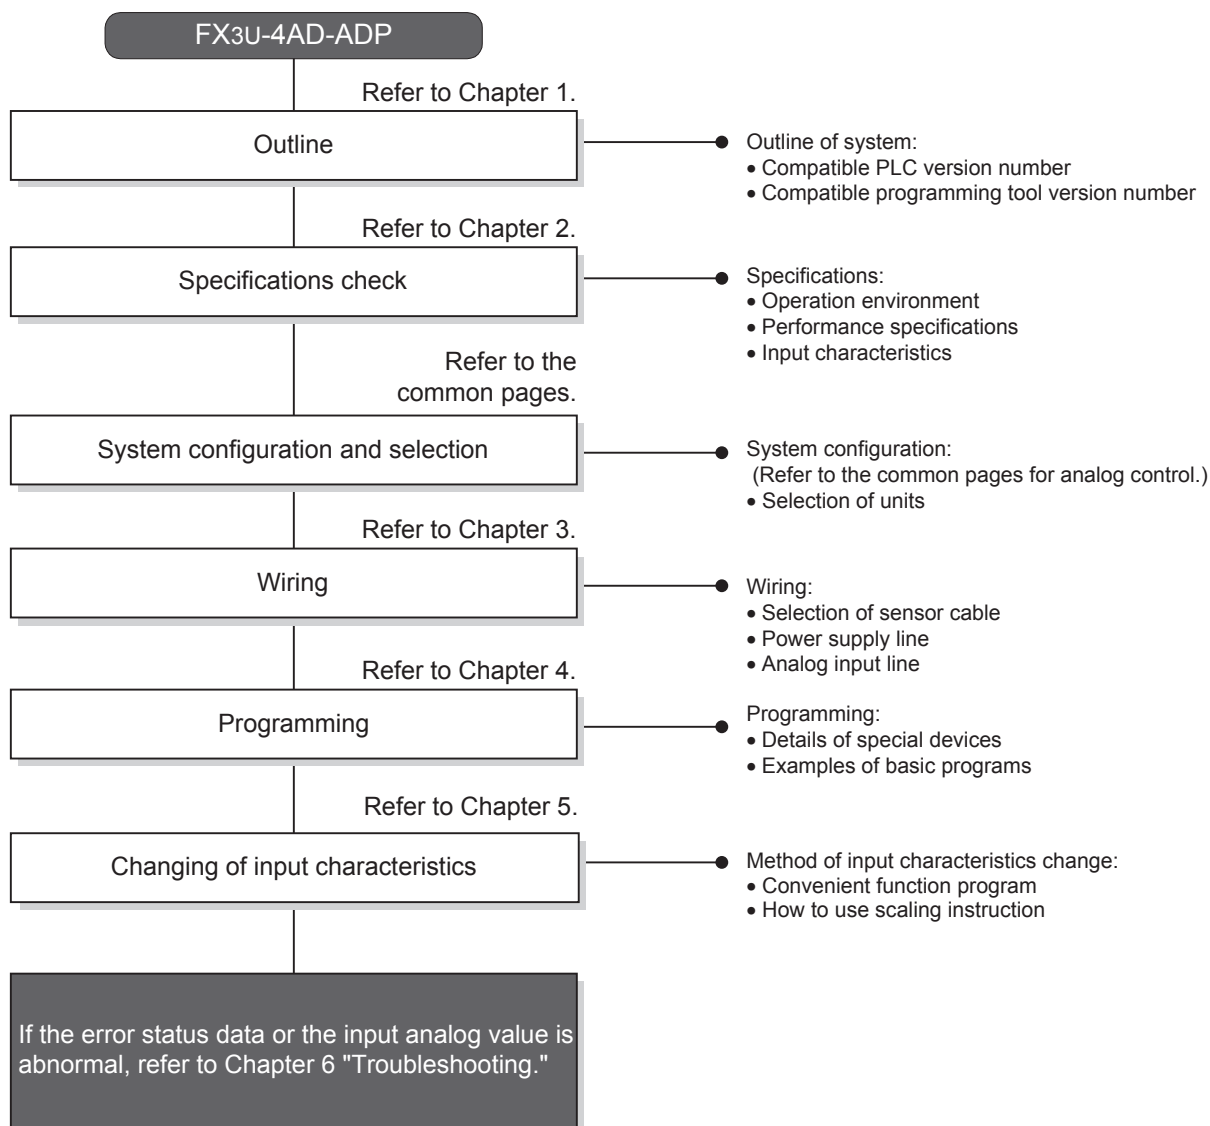 FX3U-4AD-ADP
Refer to Chapter 1.
Outline
Outline of system:
• Compatible PLC version number
• Compatible programming tool version number
Refer to Chapter 2.
Specifications check
Specifications:
• Operation environment
• Performance specifications
• Input characteristics
Refer to the
common pages.
System configuration and selection
System configuration:
(Refer to the common pages for analog control.)
• Selection of units
Refer to Chapter 3.
Wiring
Wiring:
• Selection of sensor cable
• Power supply line
• Analog input line
Refer to Chapter 4.
Programming
Programming:
• Details of special devices
• Examples of basic programs
Refer to Chapter 5.
Changing of input characteristics
Method of input characteristics change:
• Convenient function program
• How to use scaling instruction
If the error status data or the input analog value is
abnormal, refer to Chapter 6 "Troubleshooting."